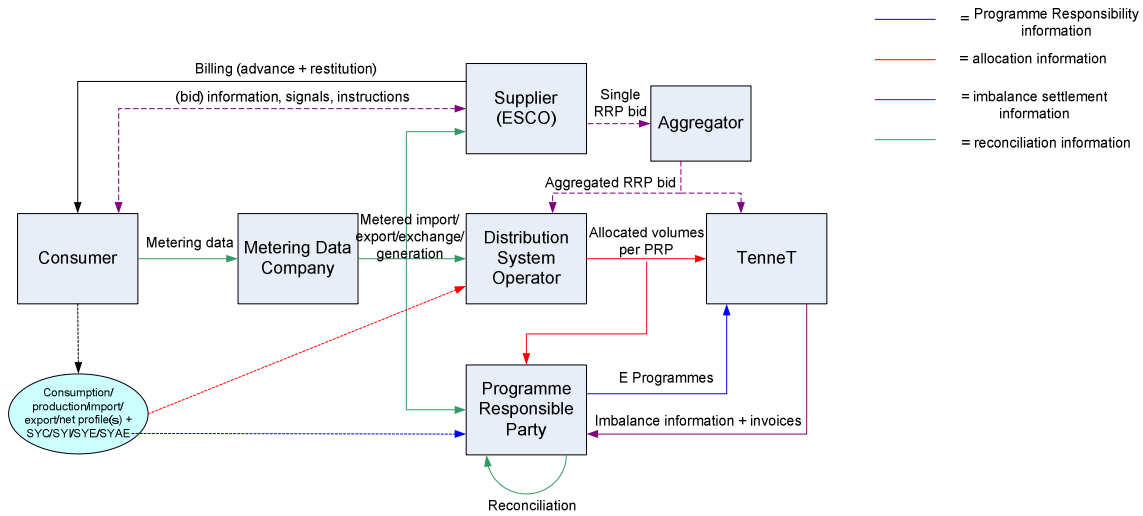 = Programme Responsibility
information
= allocation information
= imbalance settlement
information
= reconciliation information
Billing (advance + restitution)
(bid) information, signals, instructions
Supplier
(ESCO)
Single
RRP bid
Aggregator
Aggregated RRP bid
Consumer
Metering data
Metering Data
Company
Metered import/
export/exchange/
generation
Distribution
System
Operator
Allocated volumes
per PRP
TenneT
Consumption/
production/import/
export/net profile(s) +
SYC/SYI/SYE/SYAE
Programme
Responsible
Party
E Programmes
Imbalance information + invoices
Reconciliation